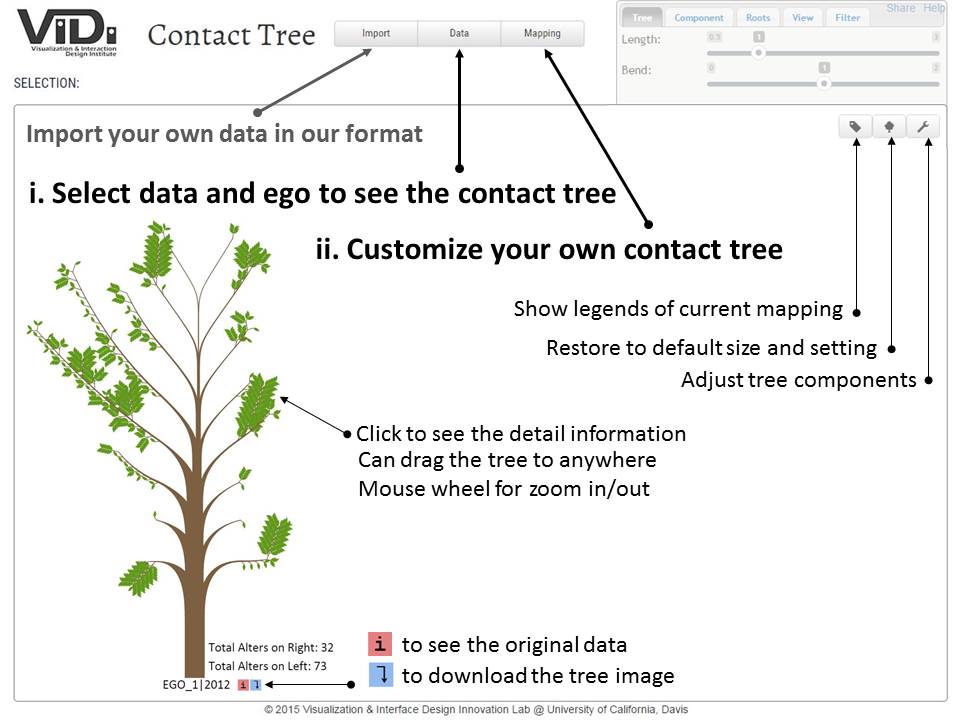 ViDi
Visualization & Interaction
Design Institute
Contact Tree
Import
Data
Mapping
Tree
Component
Roots
View
Filter
Share
Help
Length:
0.5
1
3
Bend:
0
1
2
SELECTION:
Import your own data in our format
i. Select data and ego to see the contact tree
ii. Customize your own contact tree
Show legends of current mapping
Restore to default size and setting
Adjust tree components
Click to see the detail information
Can drag the tree to anywhere
Mouse wheel for zoom in/out
Total Alters on Right: 32
Total Alters on Left: 73
EGO_1|2012 i
i to see the original data
to download the tree image
© 2015 Visualization & Interface Design Innovation Lab @ University of California, Davis